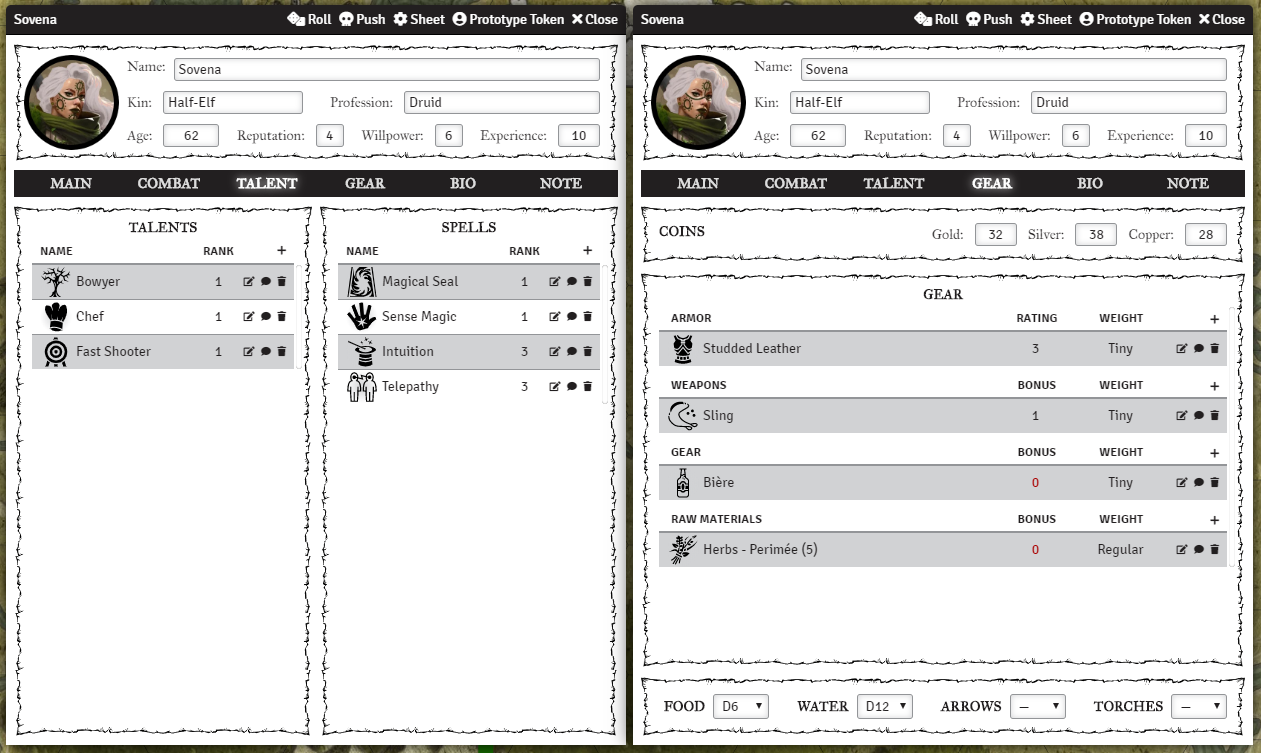 Sovena Roll Push Sheet Prototype Token Close
Name: Sovena
Kin: Half-Elf Profession: Druid
Age: 62 Reputation: 4 Willpower: 6 Experience: 10
MAIN COMBAT TALENT GEAR BIO NOTE
TALENTS
NAME RANK +
Bowyer 1
Chef 1
Fast Shooter 1
SPELLS
NAME RANK +
Magical Seal 1
Sense Magic 1
Intuition 3
Telepathy 3
Sovena Roll Push Sheet Prototype Token Close
Name: Sovena
Kin: Half-Elf Profession: Druid
Age: 62 Reputation: 4 Willpower: 6 Experience: 10
MAIN COMBAT TALENT GEAR BIO NOTE
COINS Gold: 32 Silver: 38 Copper: 28
GEAR
ARMOR RATING WEIGHT +
Studded Leather 3 Tiny
WEAPONS BONUS WEIGHT +
Sling 1 Tiny
GEAR BONUS WEIGHT +
Bière 0 Tiny
RAW MATERIALS BONUS WEIGHT +
Herbs - Perimée (5) 0 Regular
FOOD D6 WATER D12 ARROWS — TORCHES —